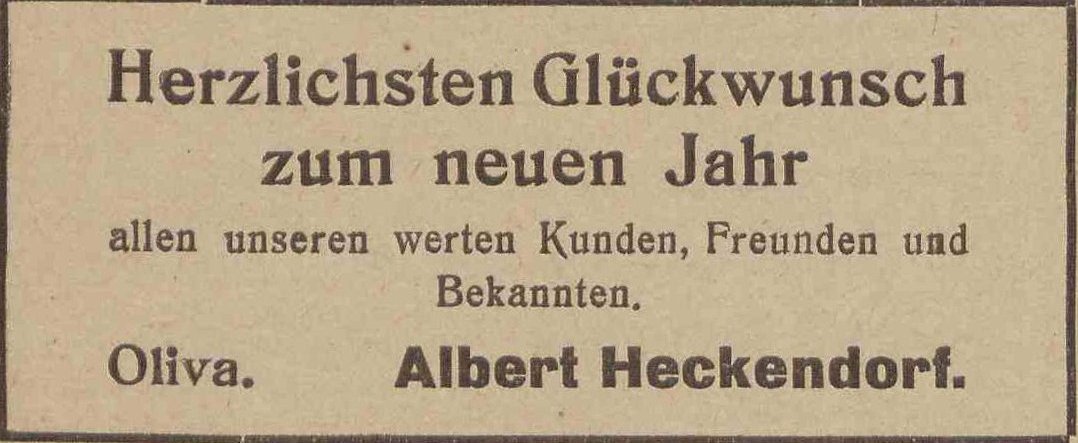 Herzlichsten Glückwunsch
zum neuen Jahr
allen unseren werten Kunden, Freunden und
Bekannten.
Oliva. Albert Heckendorf.